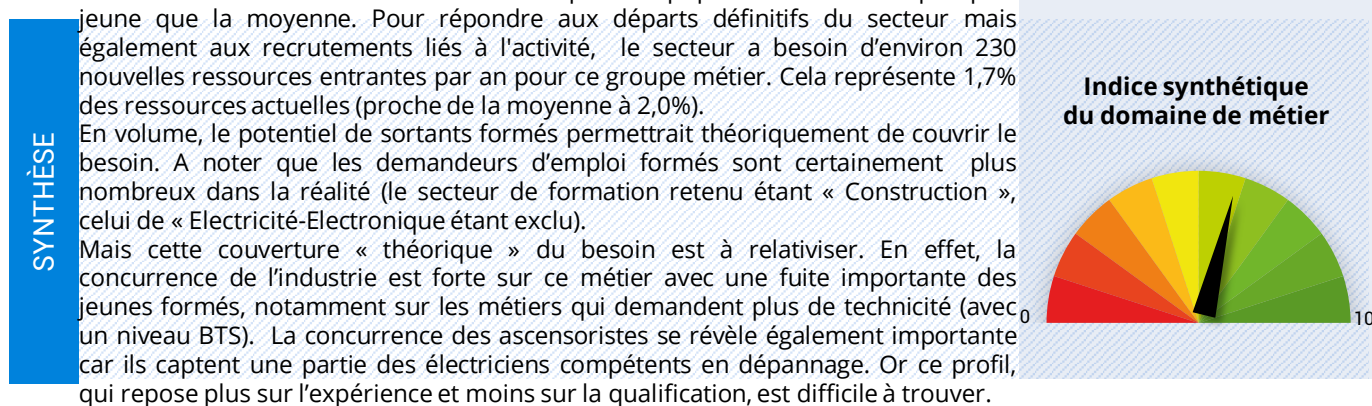 jeune que la moyenne. Pour répondre aux départs définitifs du secteur mais
également aux recrutements liés à l'activité, le secteur a besoin d’environ 230
nouvelles ressources entrantes par an pour ce groupe métier. Cela représente 1,7%
des ressources actuelles (proche de la moyenne à 2,0%).
En volume, le potentiel de sortants formés permettrait théoriquement de couvrir le
besoin. A noter que les demandeurs d’emploi formés sont certainement plus
nombreux dans la réalité (le secteur de formation retenu étant « Construction »,
celui de « Electricité-Electronique étant exclu).
Mais cette couverture « théorique » du besoin est à relativiser. En effet, la
concurrence de l’industrie est forte sur ce métier avec une fuite importante des
jeunes formés, notamment sur les métiers qui demandent plus de technicité (avec
un niveau BTS). La concurrence des ascensoristes se révèle également importante
car ils captent une partie des électriciens compétents en dépannage. Or ce profil,
qui repose plus sur l’expérience et moins sur la qualification, est difficile à trouver.
SYNTHÈSE
Indice synthétique
du domaine de métier
0
10